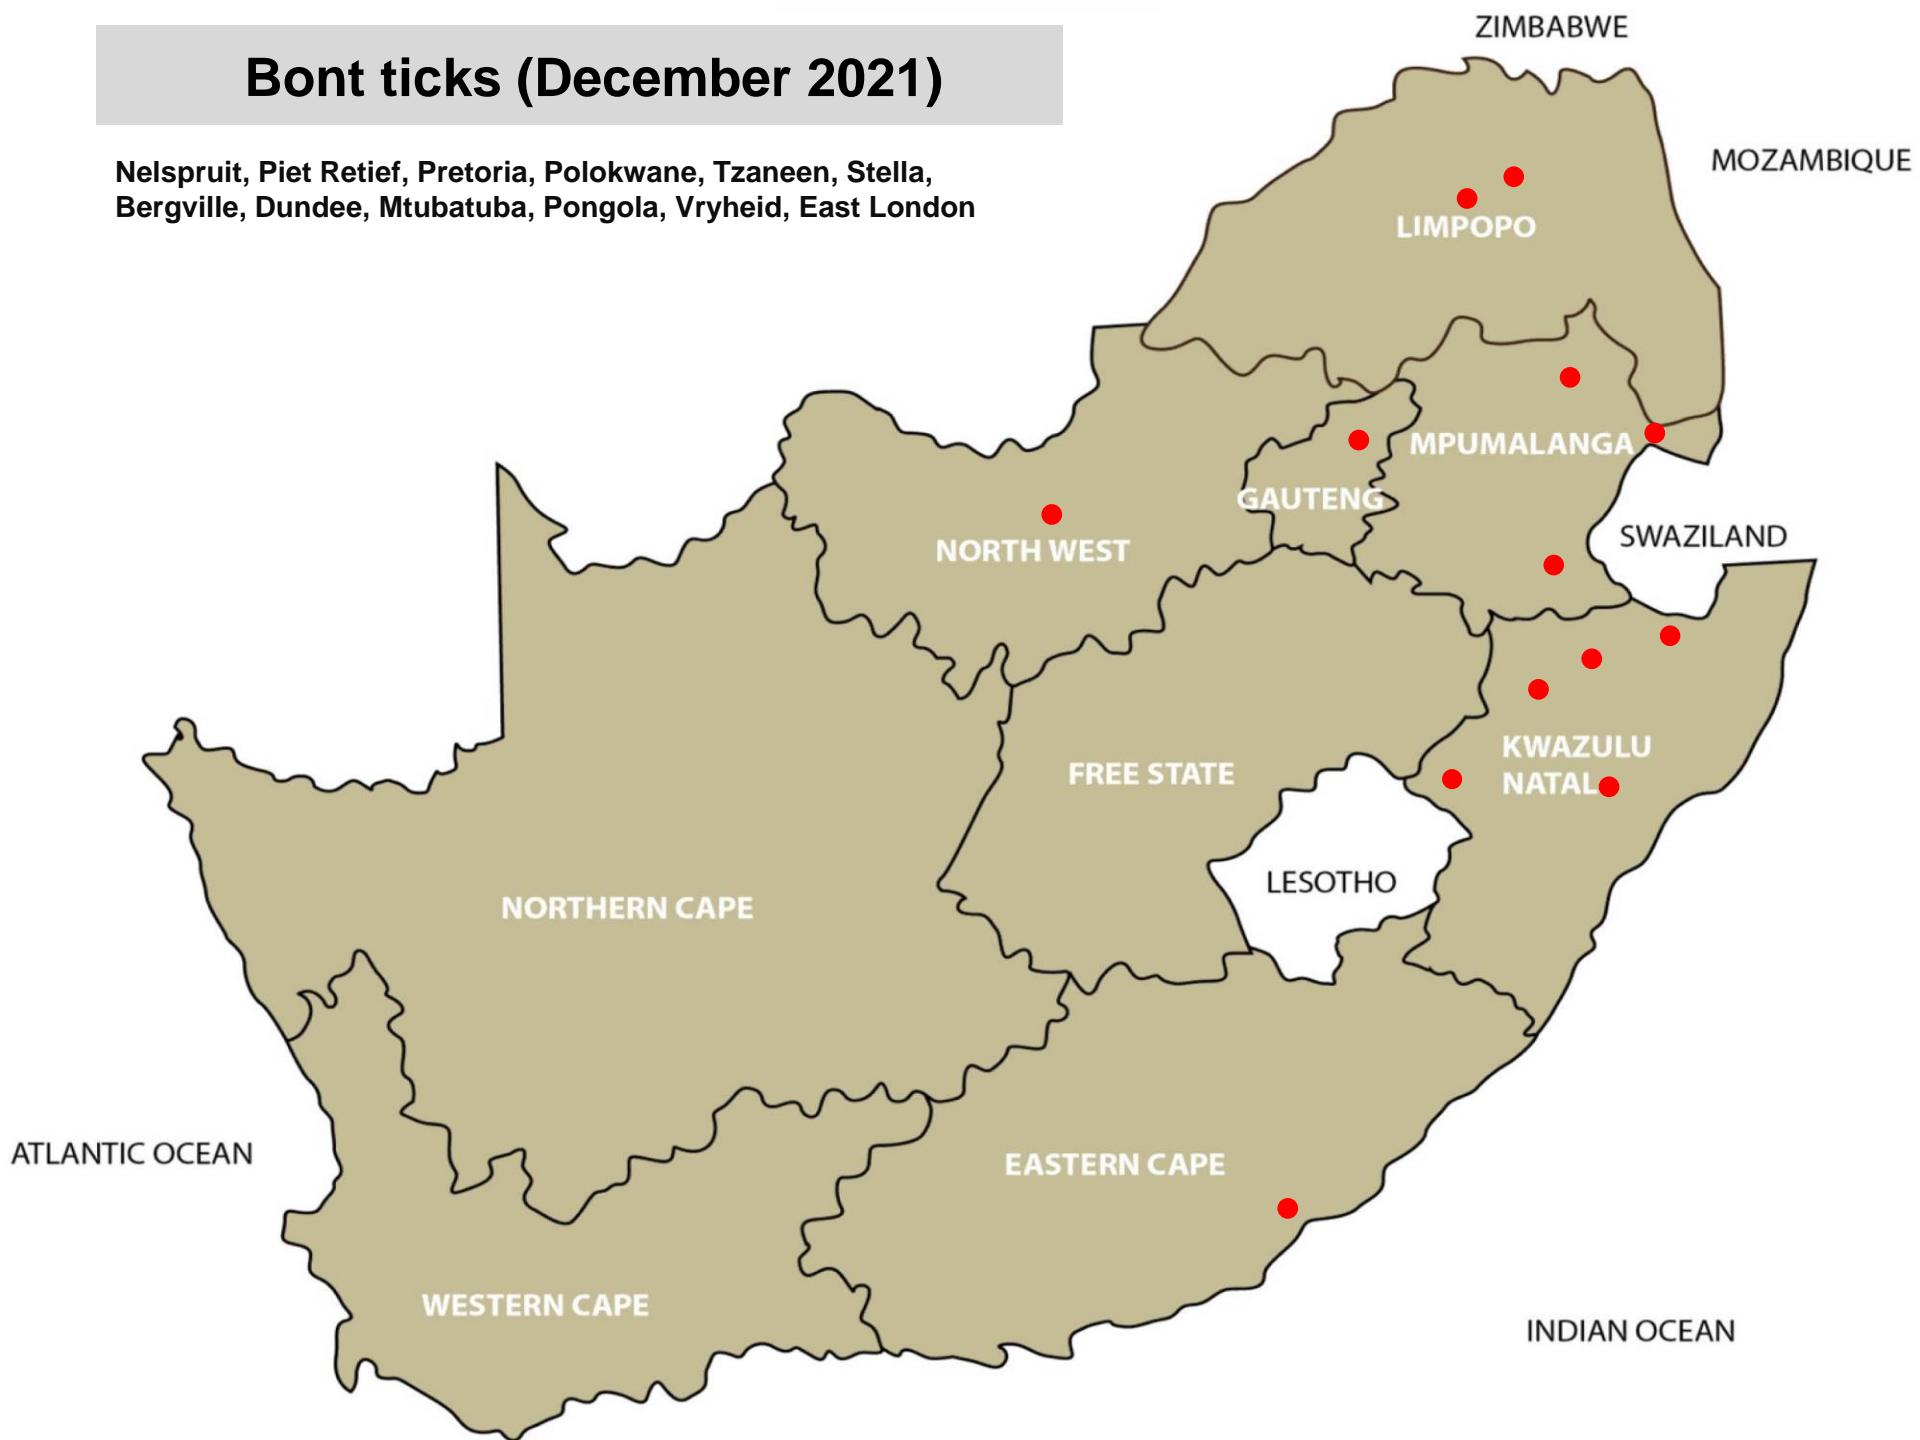 Bont ticks (December 2021)
Nelspruit, Piet Retief, Pretoria, Polokwane, Tzaneen, Stella,
Bergville, Dundee, Mtubatuba, Pongola, Vryheid, East London
ZIMBABWE
MOZAMBIQUE
LIMPOPO
MPUMALANGA
GAUTENG
SWAZILAND
NORTH WEST
KWAZULU
NATAL
FREE STATE
LESOTHO
NORTHERN CAPE
ATLANTIC OCEAN
EASTERN CAPE
WESTERN CAPE
INDIAN OCEAN